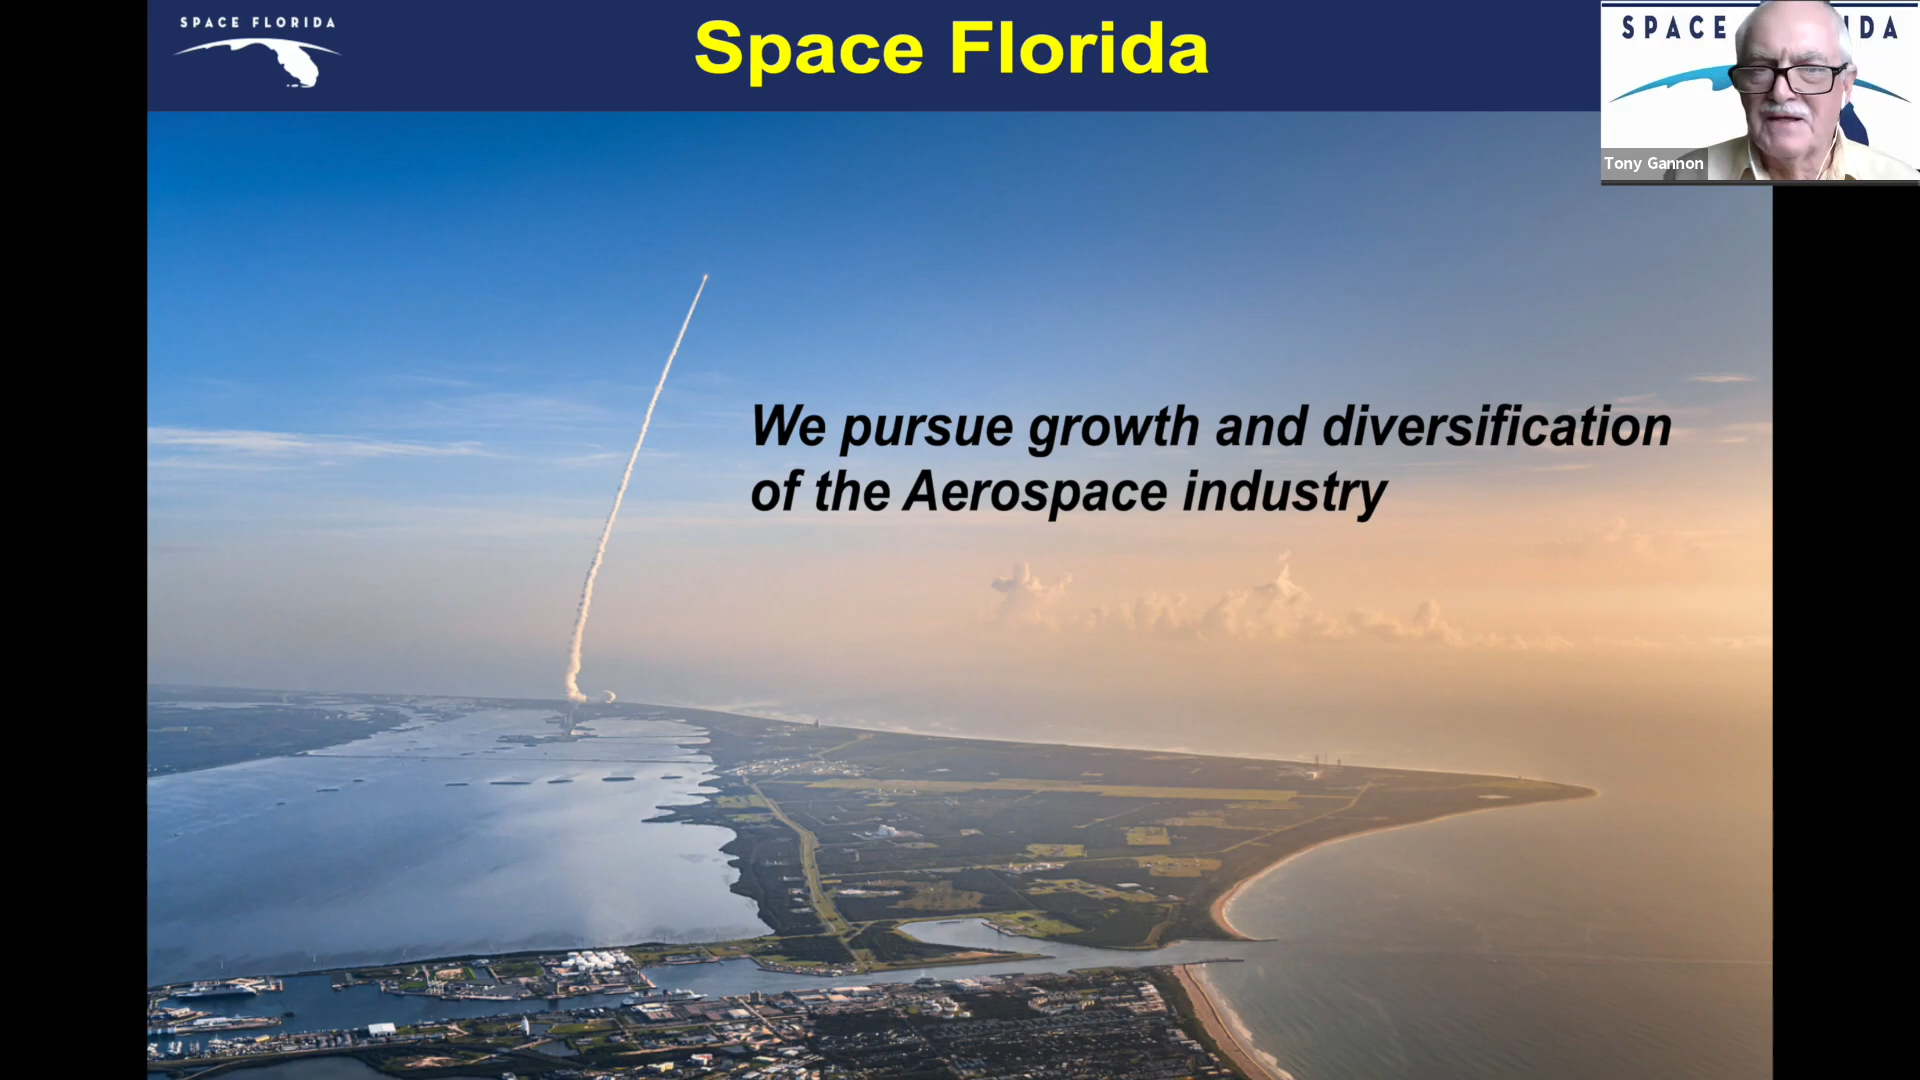 SPACE FLORIDA
Space Florida
SPACE
DA
Tony Gannon
We pursue growth and diversification
of the Aerospace industry